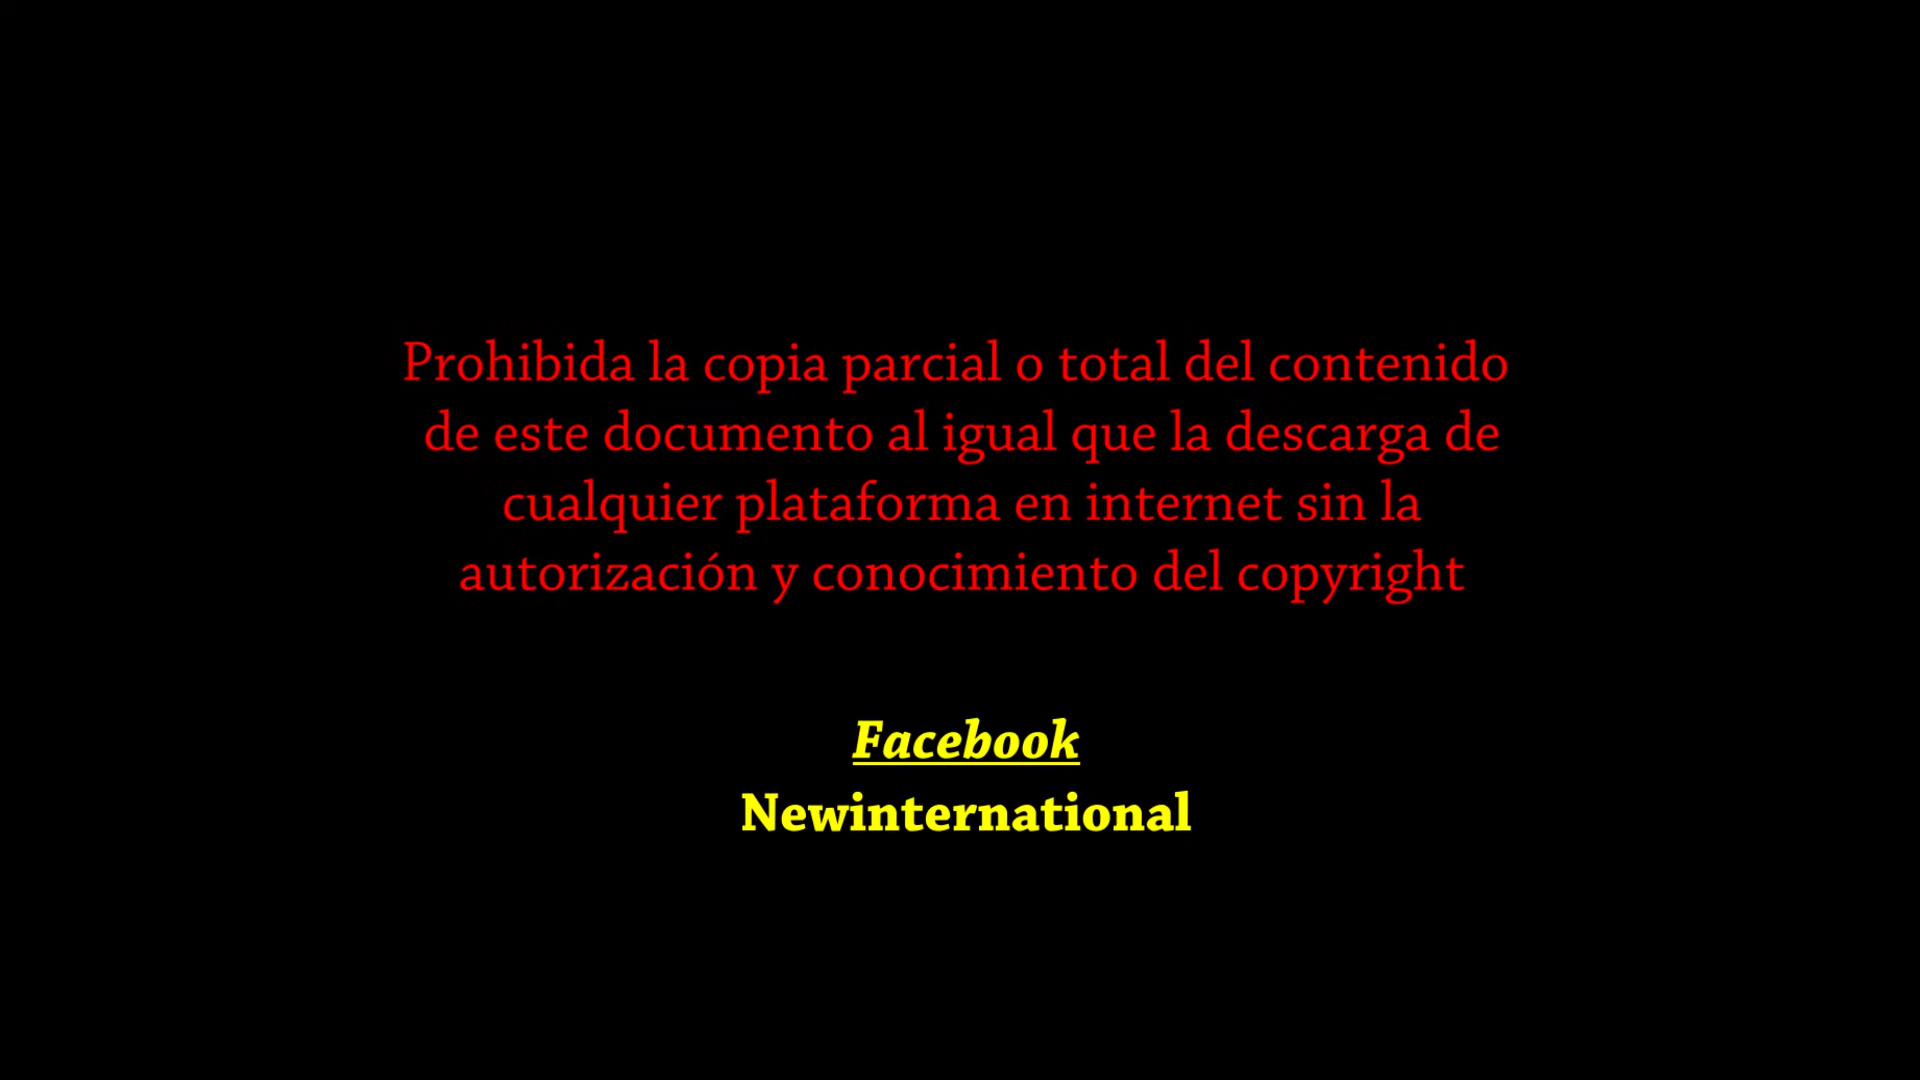 Prohibida la copia parcial o total del contenido
de este documento al igual que la descarga de
cualquier plataforma en internet sin la
autorización y conocimiento del copyright
Facebook
Newinternational